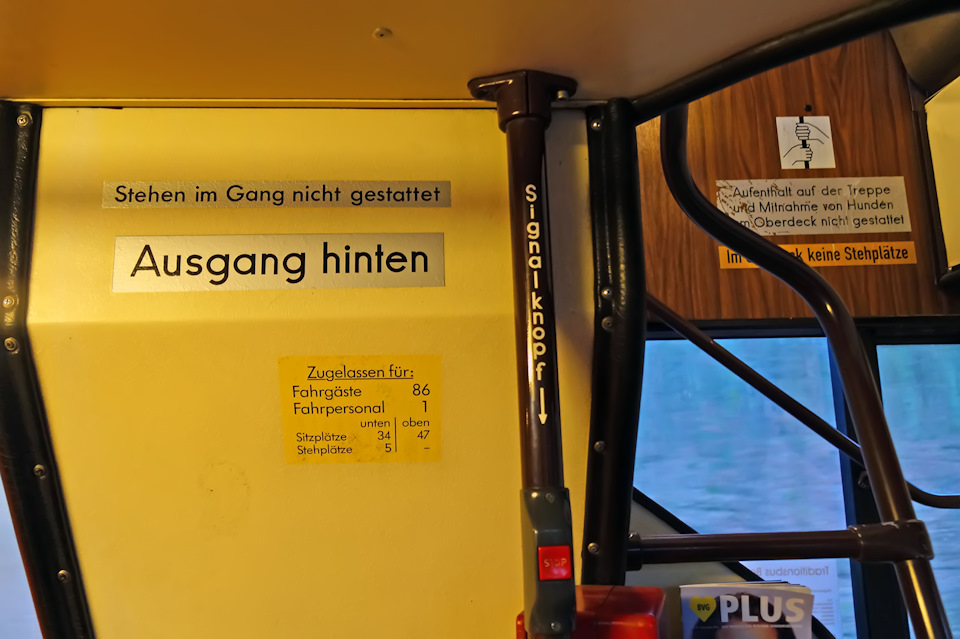 Stehen im Gang nicht gestattet
Ausgang hinten
Zugelassen für:
Fahrgäste 86
Fahrpersonal 1
unten oben
Sitzplätze 34 47
Stehplätze 5 –
Signalknopf
STOP
Aufenthalt auf der Treppe
und Mitnahme von Hunden
im Oberdeck nicht gestattet
Im keine Stehplätze
Traditionsbus
BVG PLUS